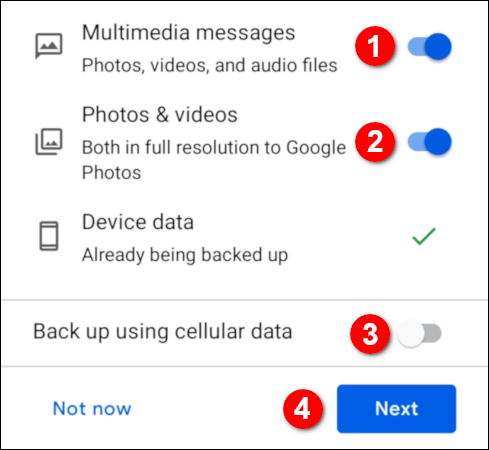 Multimedia messages
1
Photos, videos, and audio files
Photos & videos
2
Both in full resolution to Google
Photos
Device data
Already being backed up
Back up using cellular data
3
Not now
4
Next